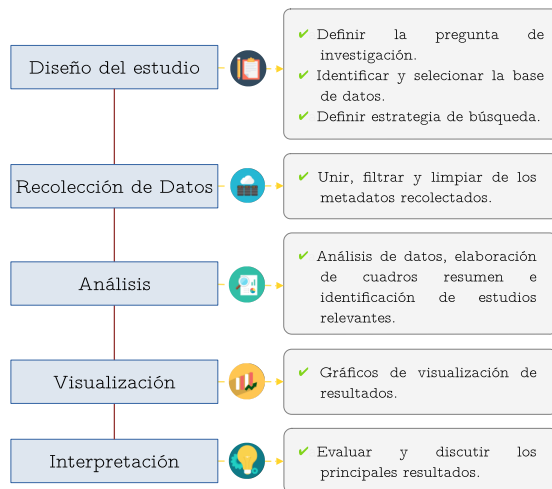 Diseño del estudio
✔ Definir la pregunta de
investigación.
✔ Identificar y selecionar la base
de datos.
✔ Definir estrategia de búsqueda.
Recolección de Datos
✔ Unir, filtrar y limpiar de los
metadatos recolectados.
Análisis
✔ Análisis de datos, elaboración
de cuadros resumen e
identificación de estudios
relevantes.
Visualización
✔ Gráficos de visualización de
resultados.
Interpretación
✔ Evaluar y discutir los
principales resultados.